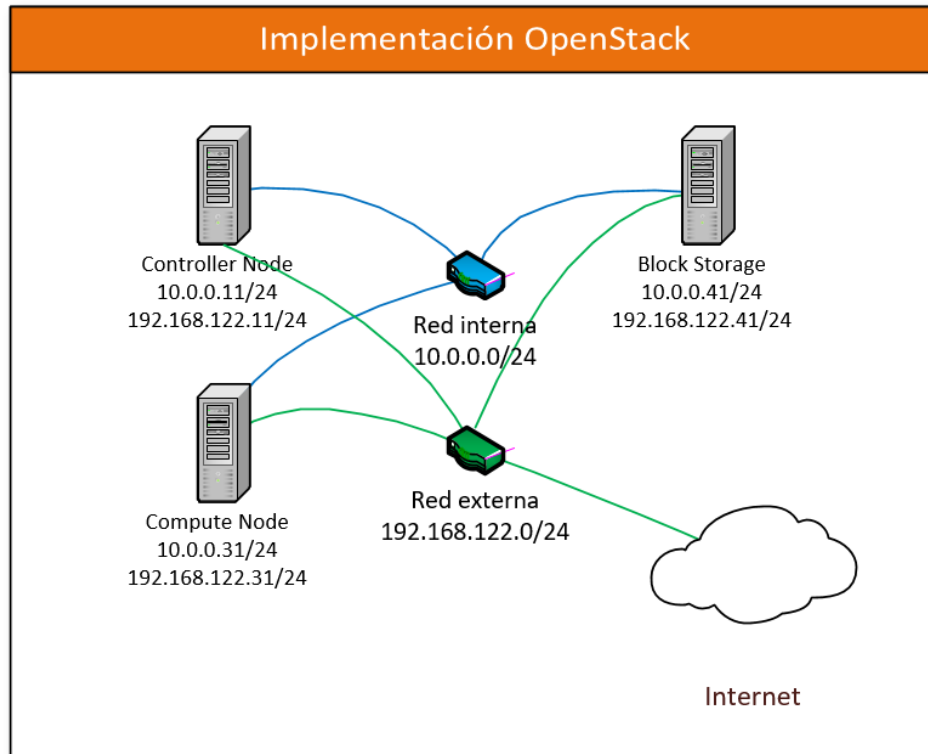 Implementación OpenStack
Controller Node
10.0.0.11/24
192.168.122.11/24
Block Storage
10.0.0.41/24
192.168.122.41/24
Red interna
10.0.0.0/24
Compute Node
10.0.0.31/24
192.168.122.31/24
Red externa
192.168.122.0/24
Internet